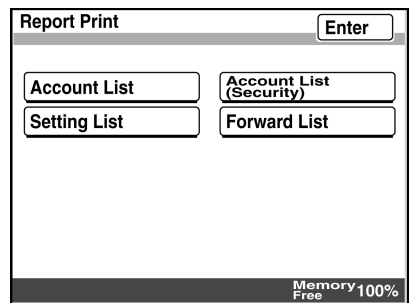 Report Print
Enter
Account List
Account List
(Security)
Setting List
Forward List
Memory
Free 100%